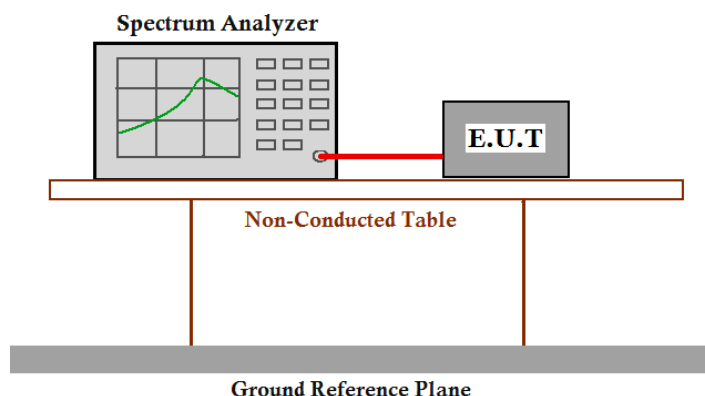 Spectrum Analyzer
E.U.T
Non-Conducted Table
Ground Reference Plane